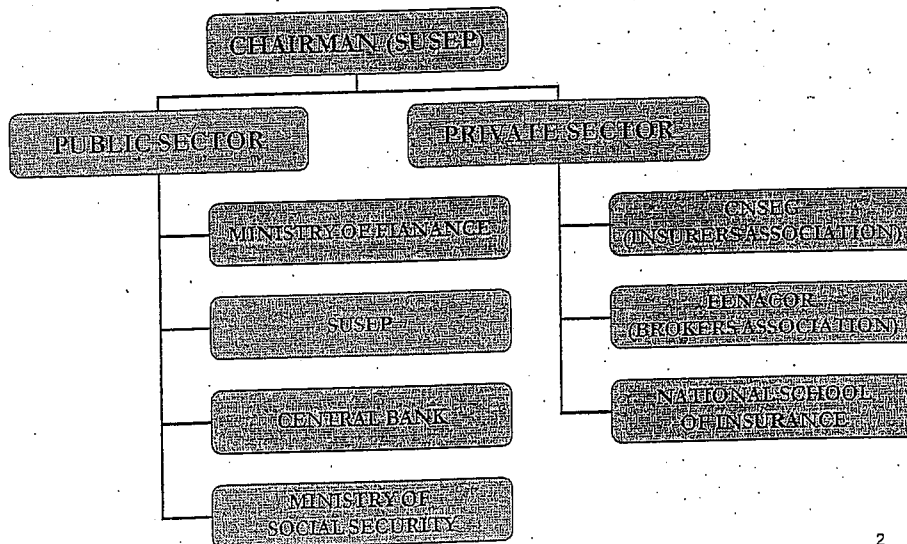 CHAIRMAN (SUSEP)
PUBLIC SECTOR
PRIVATE SECTOR
MINISTRY OF FIANANCE
SUSEP
CENTRAL BANK
MINISTRY OF
SOCIAL SECURITY
CNSEG
(INSURERS ASSOCIATION)
FENACOR
(BROKERS ASSOCIATION)
NATIONAL SCHOOL
OF INSURANCE
2